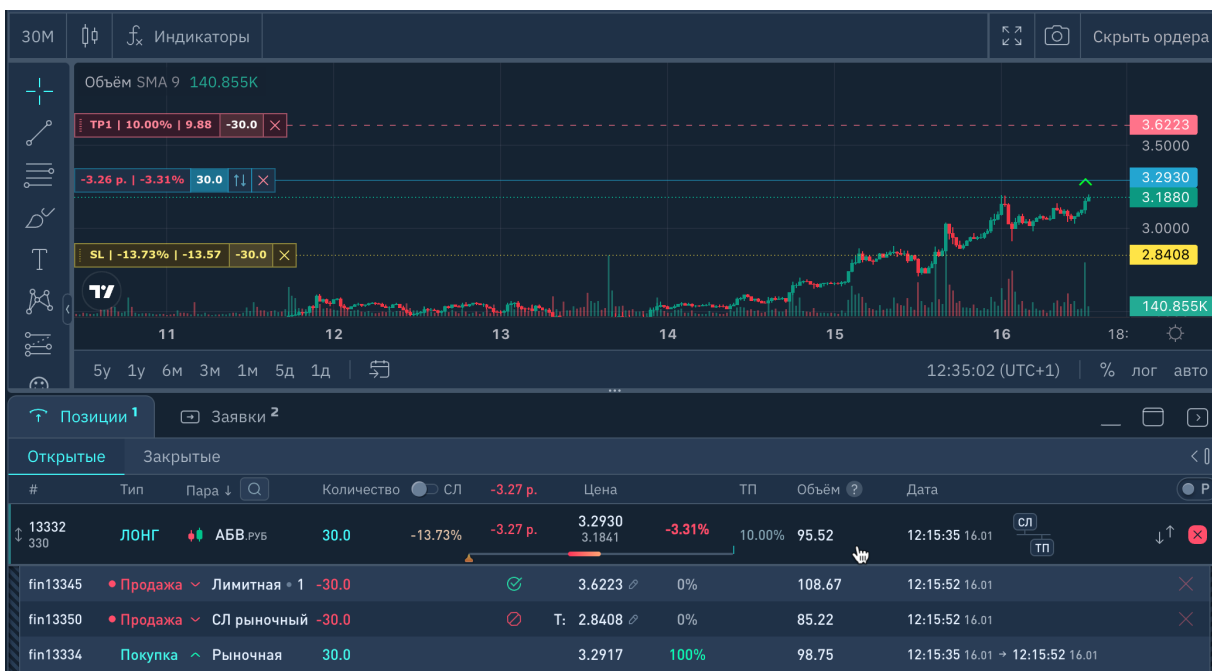 30М Индикаторы Скрыть ордера
Объём SMA 9 140.855K
TP1 | 10.00% | 9.88 -30.0 3.6223
3.5000
-3.26 р. | -3.31% 30.0 3.2930
3.1880
3.0000
SL | -13.73% | -13.57 -30.0 2.8408
140.855K
11 12 13 14 15 16 18:
5y 1y 6м 3м 1м 5д 1д 12:35:02 (UTC+1) % лог авто
Позиции 1 Заявки 2
Открытые Закрытые
# Тип Пара ↓ Количество СЛ -3.27 р. Цена ТП Объём ? Дата Р
13332 ЛОНГ АБВ.РУБ 30.0 -13.73% -3.27 р. 3.2930 -3.31% 10.00% 95.52 12:15:35 16.01 СЛ
330 3.1841 ТП
fin13345 Продажа Лимитная 1 -30.0 3.6223 0% 108.67 12:15:52 16.01
fin13350 Продажа СЛ рыночный -30.0 T: 2.8408 0% 85.22 12:15:52 16.01
fin13334 Покупка Рыночная 30.0 3.2917 100% 98.75 12:15:35 16.01 → 12:15:52 16.01